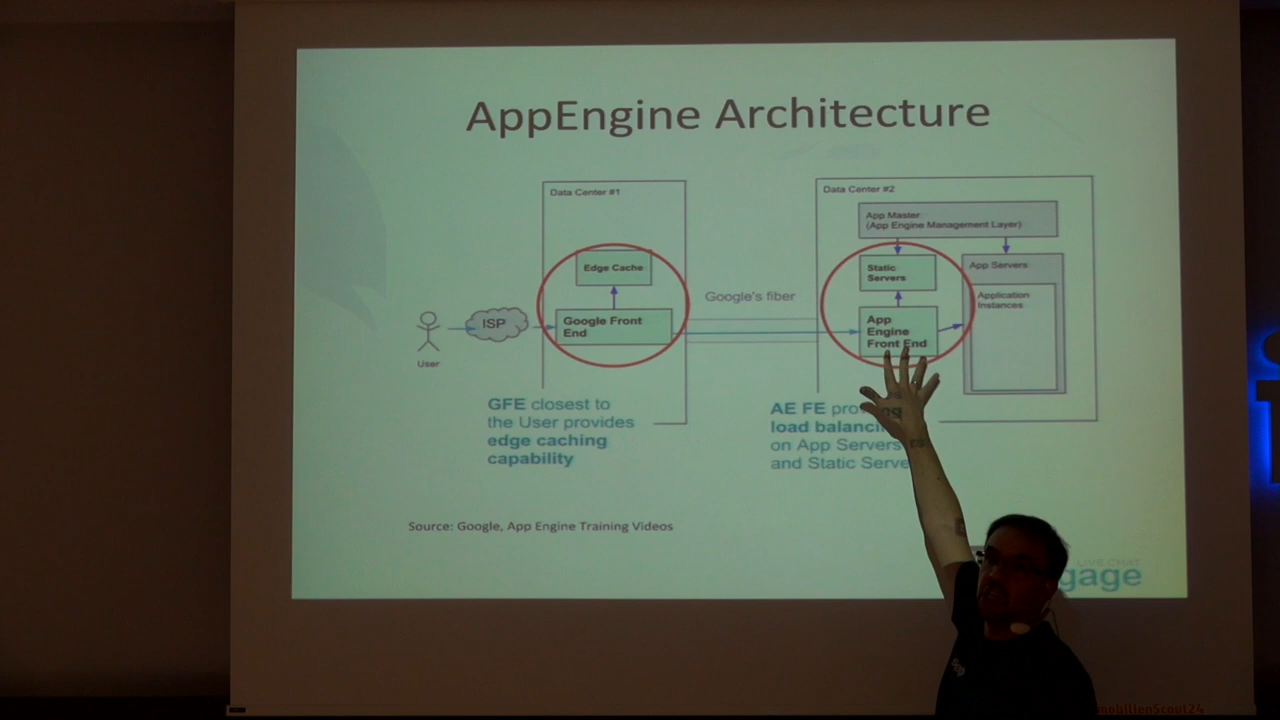 AppEngine Architecture
Data Center #1
Data Center #2
App Master
(App Engine Management Layer)
Edge Cache
Static
Servers
App Servers
Application
Instances
Google's fiber
ISP
Google Front
End
App
Engine
Front End
User
GFE closest to
the User provides
edge caching
capability
AE FE
load
on App Servers
and Static
Source: Google, App Engine Training Videos
LIVE CHAT
gage
mobilienScout24